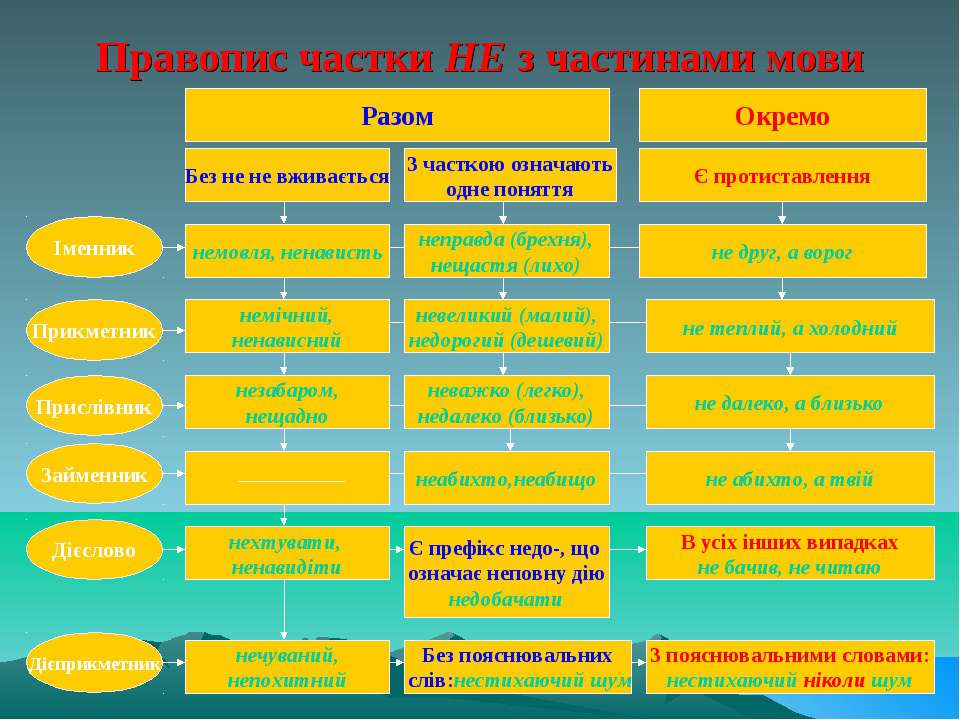 Правопис частки НЕ з частинами мови
Разом
Окремо
Без не не вживається
З часткою означають
одне поняття
Є протиставлення
Іменник
немовля, ненависть
неправда (брехня),
нещастя (лихо)
не друг, а ворог
Прикметник
немічний,
ненависний
невеликий (малий),
недорогий (дешевий)
не теплий, а холодний
Прислівник
незабаром,
нещадно
неважко (легко),
недалеко (близько)
не далеко, а близько
Займенник
__________
неабихто,неабищо
не абихто, а твій
Дієслово
нехтувати,
ненавидіти
Є префікс недо-, що
означає неповну дію
недобачати
В усіх інших випадках
не бачив, не читаю
Дієприкметник
нечуваний,
непохитний
Без пояснювальних
слів:нестихаючий шум
З пояснювальними словами:
нестихаючий ніколи шум